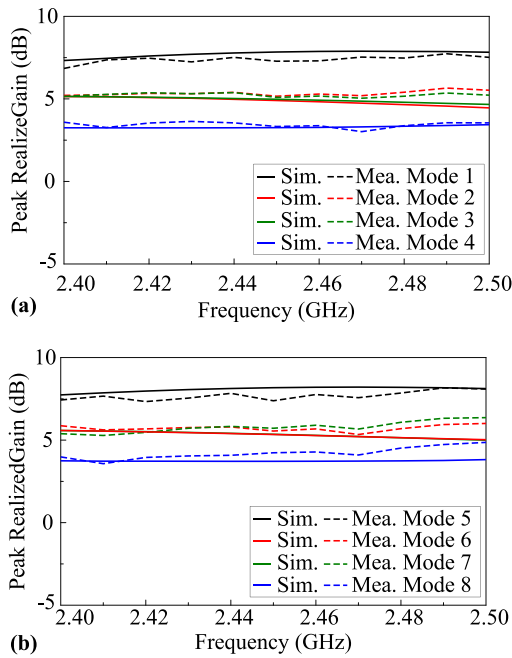 Peak RealizeGain (dB)
10
5
0
-5
Sim. Mea. Mode 1
Sim. Mea. Mode 2
Sim. Mea. Mode 3
Sim. Mea. Mode 4
2.40 2.42 2.44 2.46 2.48 2.50
(a)
Frequency (GHz)
Peak RealizedGain (dB)
10
5
0
-5
Sim. Mea. Mode 5
Sim. Mea. Mode 6
Sim. Mea. Mode 7
Sim. Mea. Mode 8
2.40 2.42 2.44 2.46 2.48 2.50
(b)
Frequency (GHz)